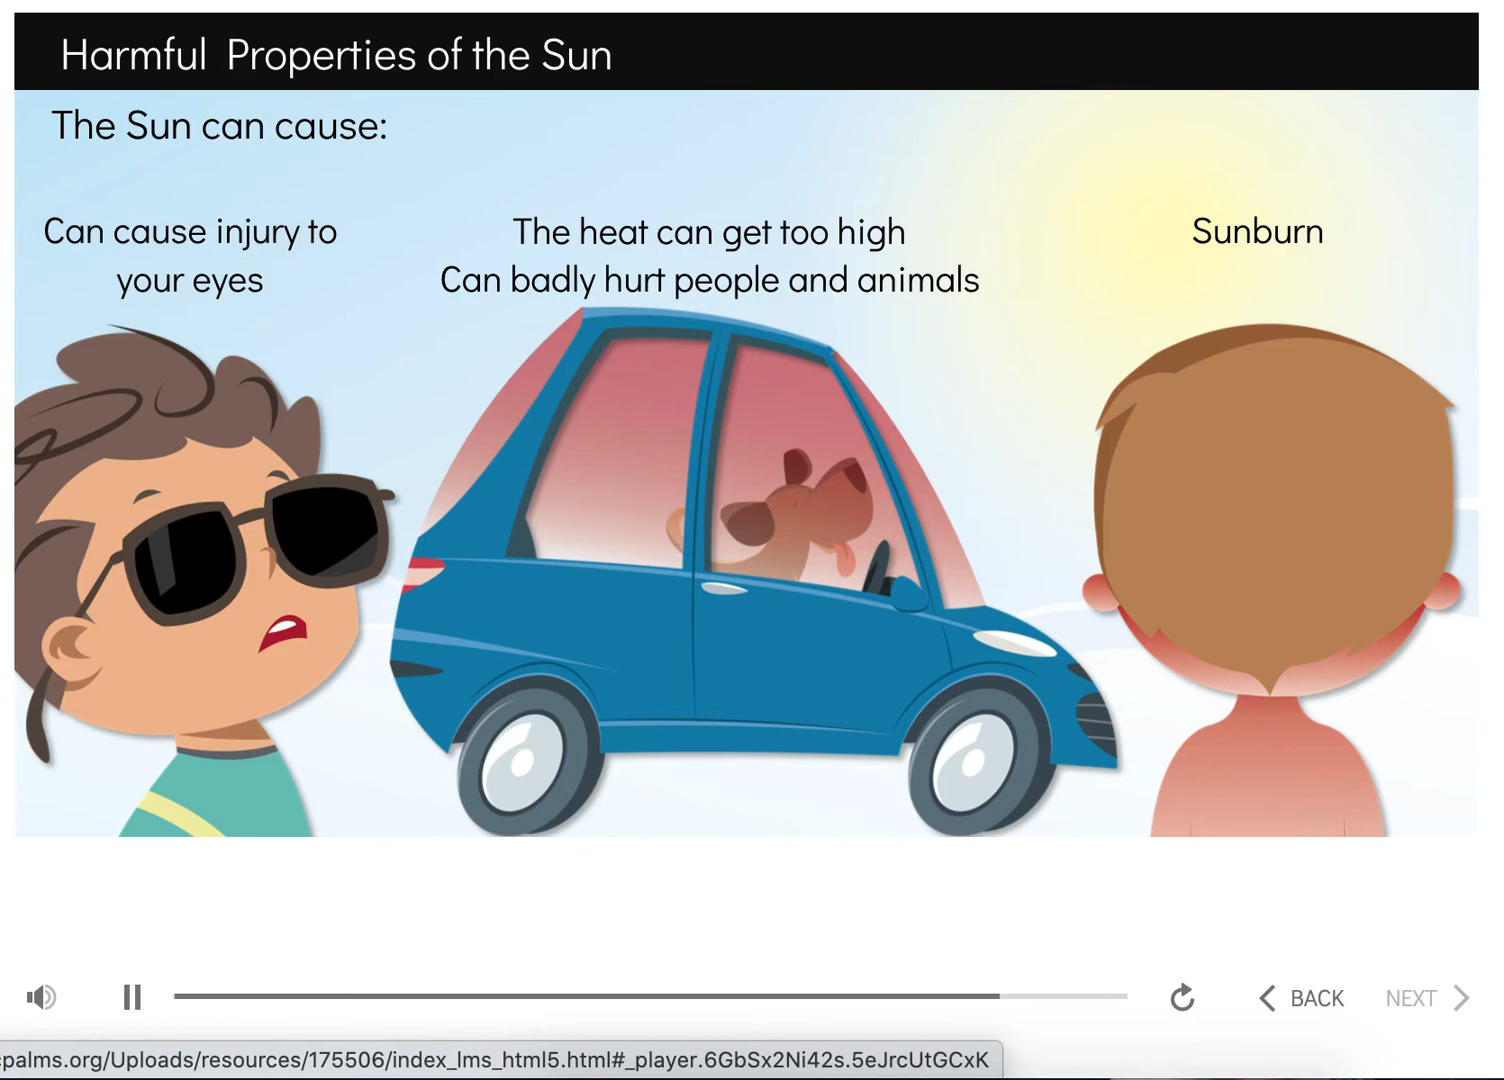 Harmful Properties of the Sun
The Sun can cause:
Can cause injury to
your eyes
The heat can get too high
Can badly hurt people and animals
Sunburn
BACK
NEXT
cpalms.org/Uploads/resources/175506/index_lms_html5.html#_player.6GbSx2Ni42s.5eJrcUtGCxK